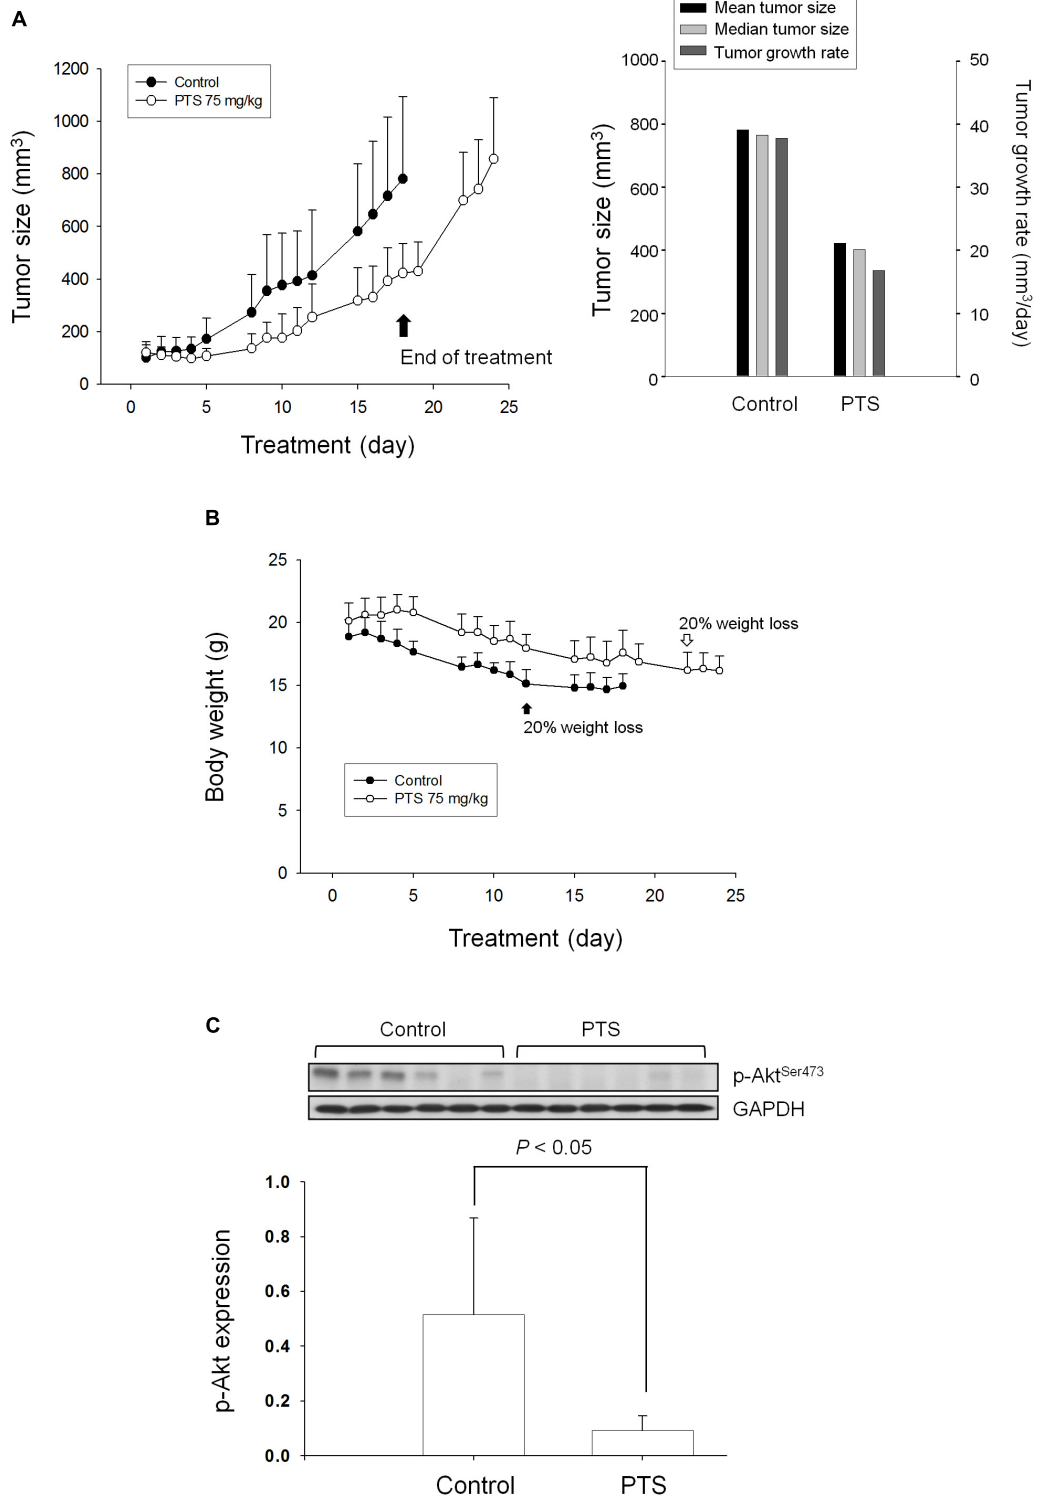 A
Control
PTS 75 mg/kg
1200
1000
800
600
400
200
0
Tumor size (mm3)
End of treatment
0 5 10 15 20 25
Treatment (day)
Mean tumor size
Median tumor size
Tumor growth rate
1000
800
600
400
200
0
Tumor size (mm3)
50
40
30
20
10
0
Tumor growth rate (mm3/day)
Control PTS
B
25
20
15
10
5
0
Body weight (g)
20% weight loss
20% weight loss
Control
PTS 75 mg/kg
0 5 10 15 20 25
Treatment (day)
C
Control PTS
p-AktSer473
GAPDH
P < 0.05
1.0
0.8
0.6
0.4
0.2
0.0
p-Akt expression
Control PTS